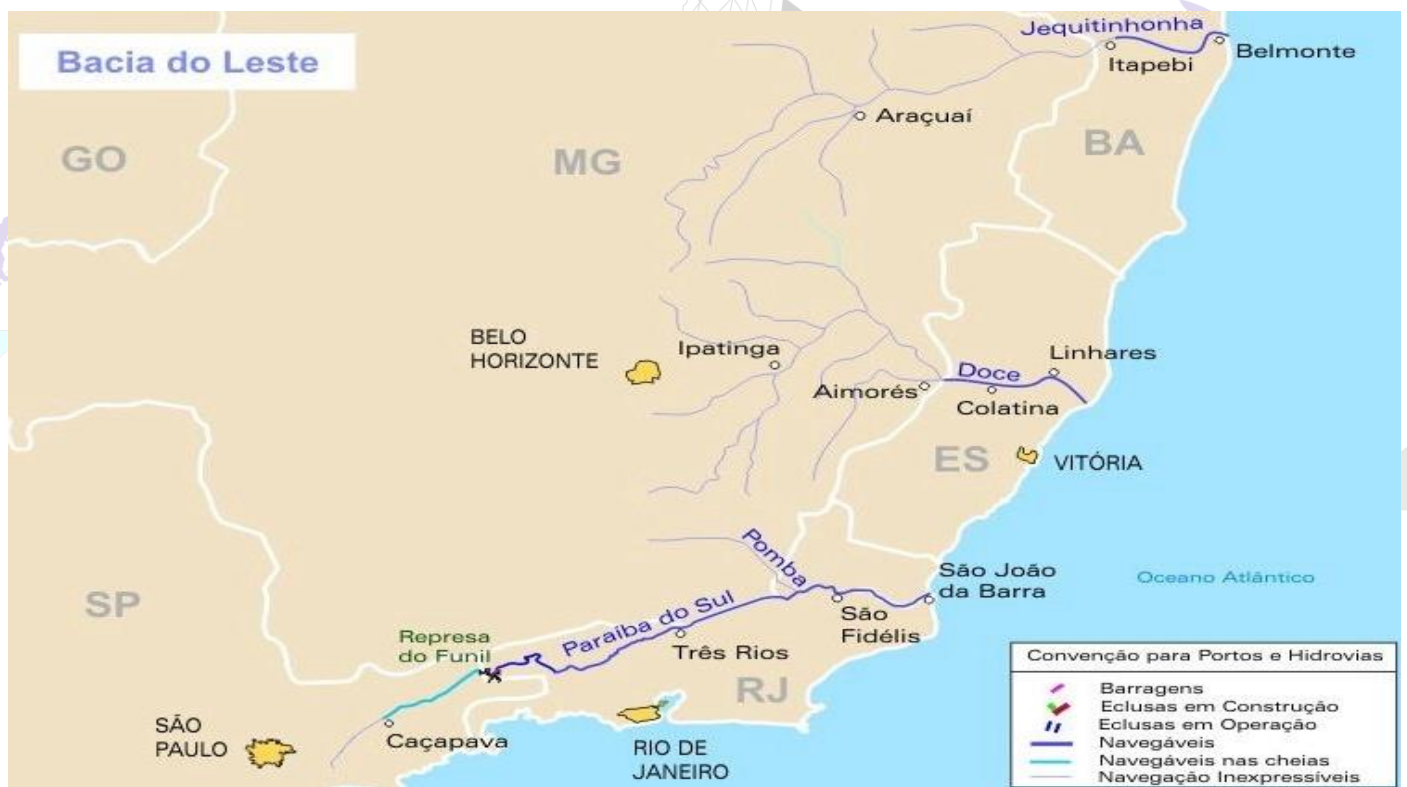 Bacia do Leste
Jequitinhonha
Itapebi
Belmonte
Araçuaí
GO
MG
BA
BELO
HORIZONTE
Ipatinga
Linhares
Doce
Aimorés
Colatina
ES
VITÓRIA
Pomba
São João
da Barra
Oceano Atlântico
SP
Paraíba do Sul
São
Fidélis
Represa
do Funil
Três Rios
RJ
SÃO
PAULO
Caçapava
RIO DE
JANEIRO
Convenção para Portos e Hidrovias
Barragens
Eclusas em Construção
Eclusas em Operação
Navegáveis
Navegáveis nas cheias
Navegação Inexpressíveis